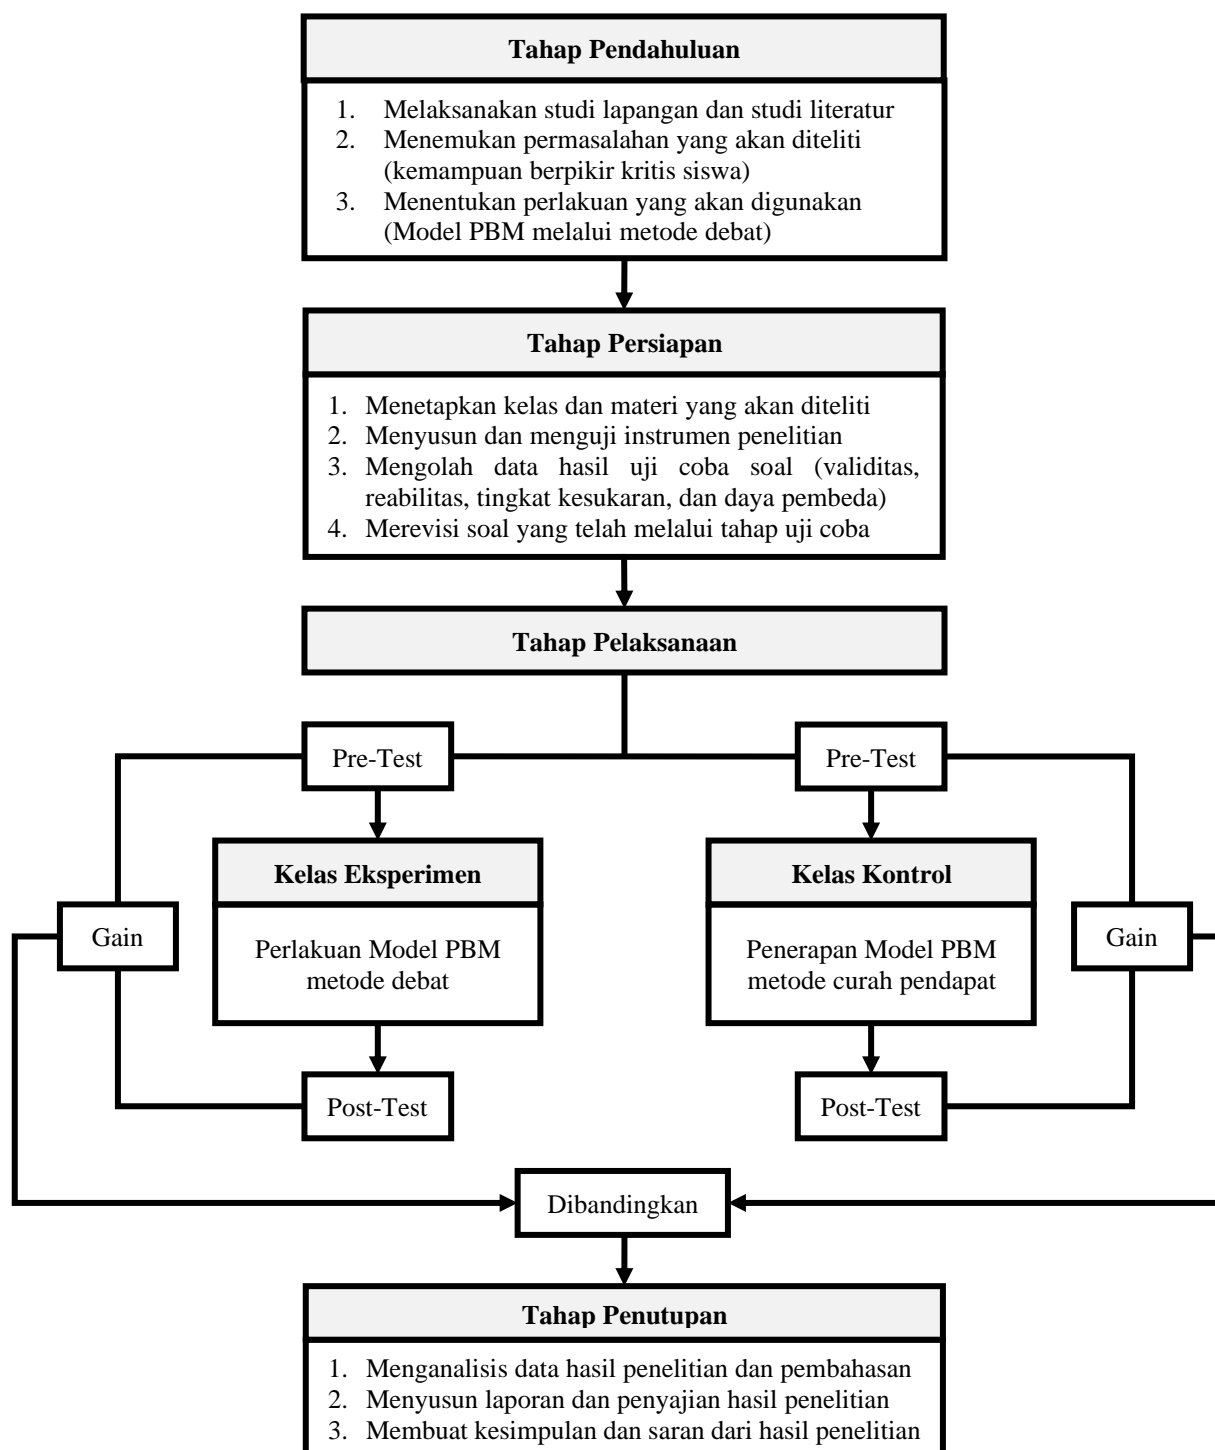 Tahap Pendahuluan
1. Melaksanakan studi lapangan dan studi literatur
2. Menemukan permasalahan yang akan diteliti
(kemampuan berpikir kritis siswa)
3. Menentukan perlakuan yang akan digunakan
(Model PBM melalui metode debat)
Tahap Persiapan
1. Menetapkan kelas dan materi yang akan diteliti
2. Menyusun dan menguji instrumen penelitian
3. Mengolah data hasil uji coba soal (validitas,
reabilitas, tingkat kesukaran, dan daya pembeda)
4. Merevisi soal yang telah melalui tahap uji coba
Tahap Pelaksanaan
Pre-Test
Pre-Test
Kelas Eksperimen
Kelas Kontrol
Gain
Perlakuan Model PBM
metode debat
Penerapan Model PBM
metode curah pendapat
Gain
Post-Test
Post-Test
Dibandingkan
Tahap Penutupan
1. Menganalisis data hasil penelitian dan pembahasan
2. Menyusun laporan dan penyajian hasil penelitian
3. Membuat kesimpulan dan saran dari hasil penelitian